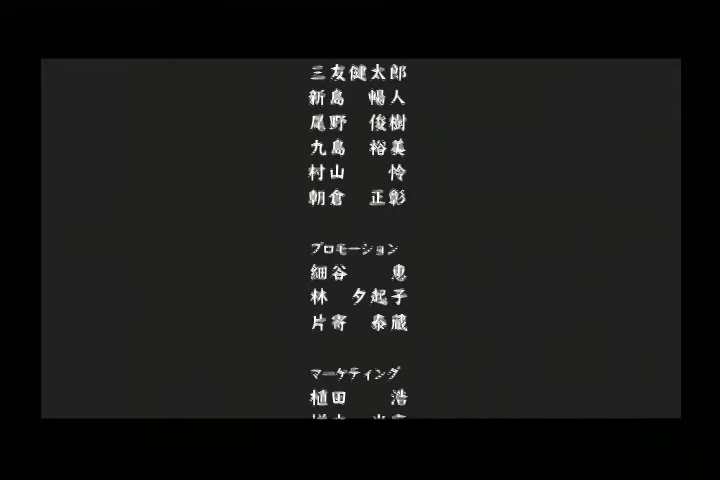 三友健太郎
新島 暢人
尾野 俊樹
九島 裕美
村山 怜
朝倉 正彰
プロモーション
細谷 恵
林 夕起子
片寄 泰蔵
マーケティング
植田 浩